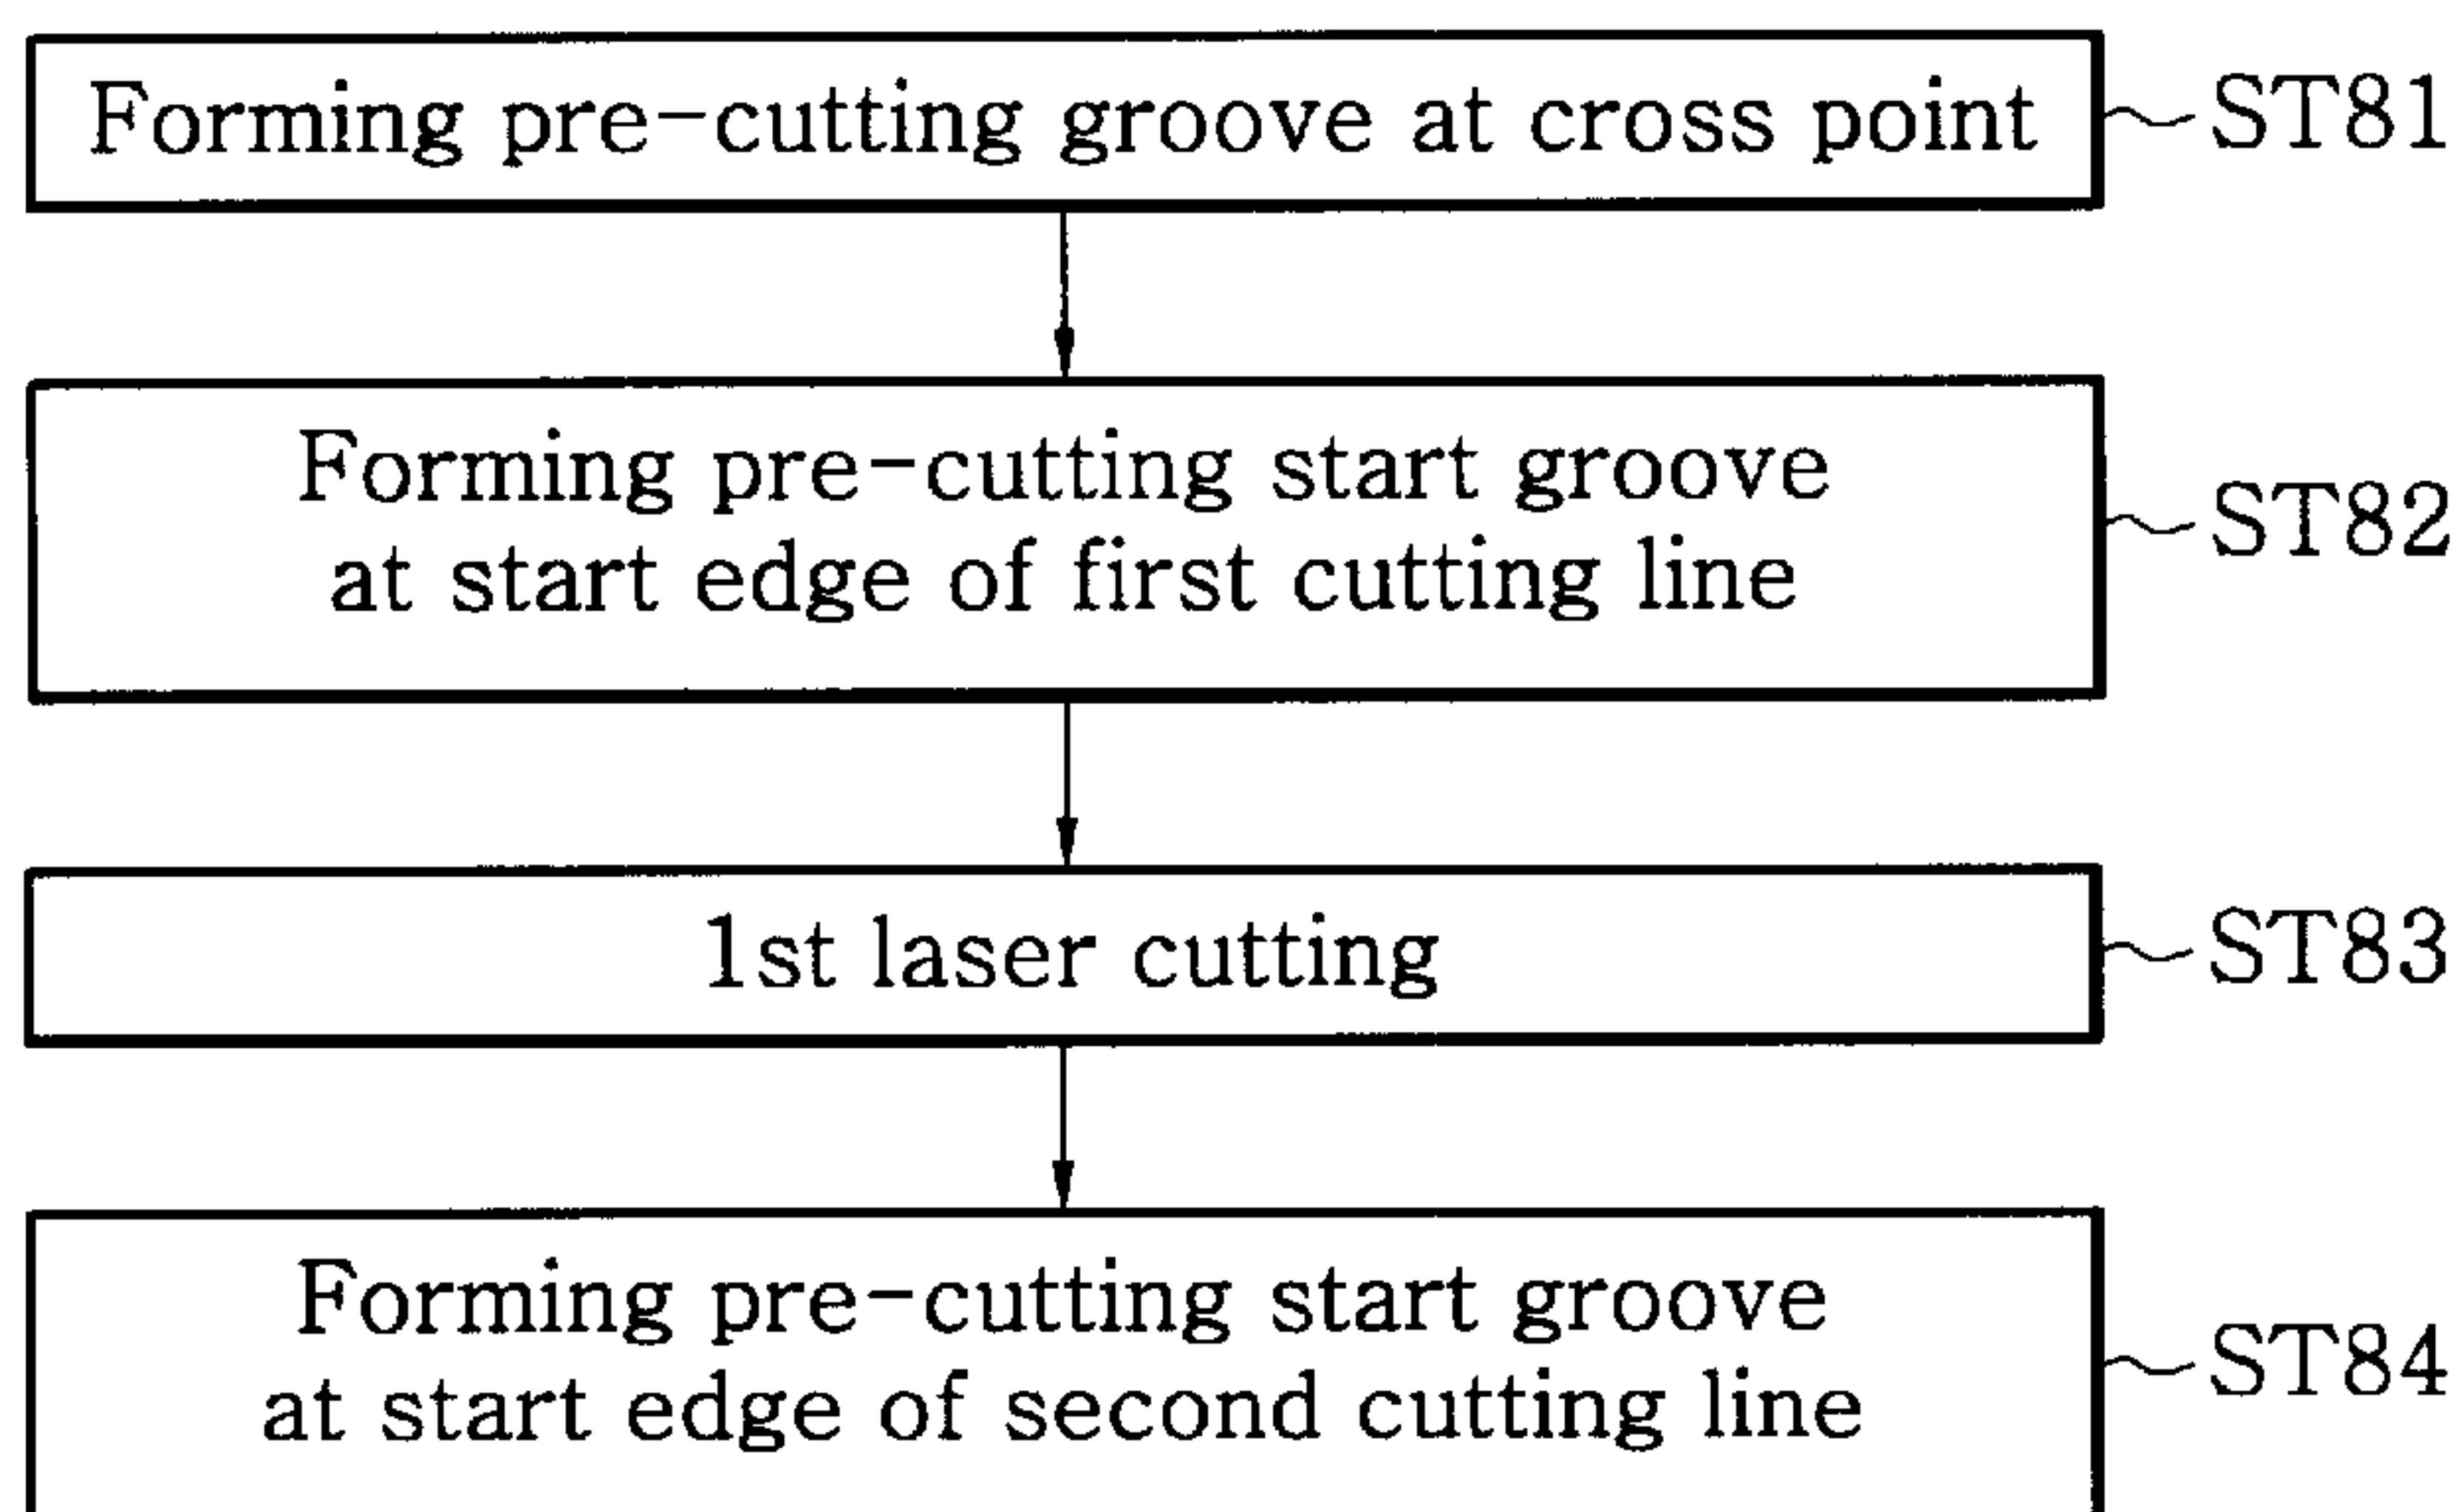 Forming pre-cutting groove at cross point ST81
Forming pre-cutting start groove
at start edge of first cutting line
ST82
1st laser cutting ST83
Forming pre-cutting start groove
at start edge of second cutting line
ST84